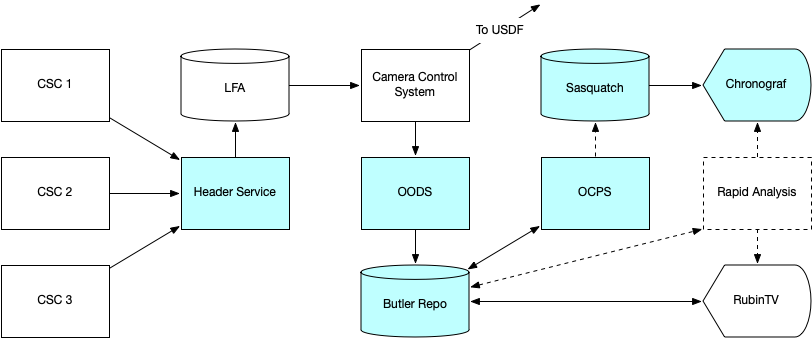 To USDF
CSC 1
LFA
Camera Control
System
Sasquatch
Chronograf
CSC 2
Header Service
OODS
OCPS
Rapid Analysis
CSC 3
Butler Repo
RubinTV